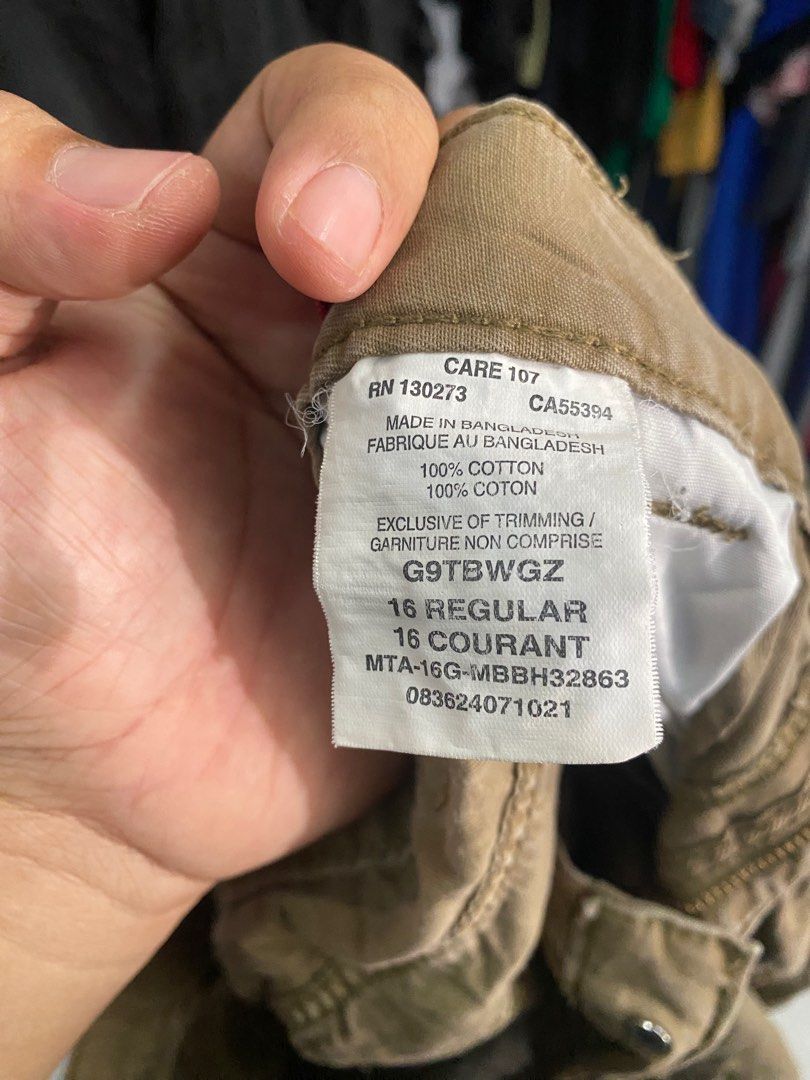 CARE 107
RN 130273 CA55394
MADE IN BANGLADESH
FABRIQUE AU BANGLADESH
100% COTTON
100% COTON
EXCLUSIVE OF TRIMMING /
GARNITURE NON COMPRISE
G9TBWGZ
16 REGULAR
16 COURANT
MTA-16G-MBBH32863
083624071021